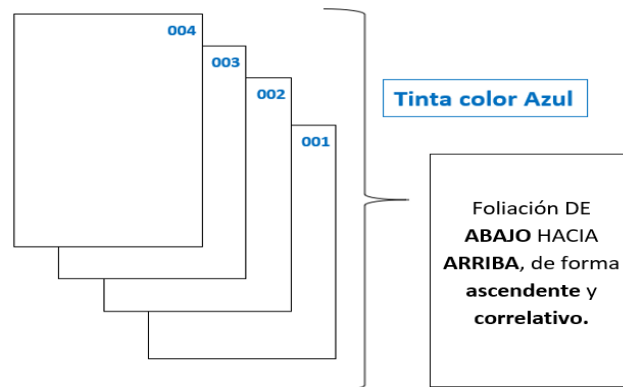 004
003
002
001
Tinta color Azul
Foliación DE
ABAJO HACIA
ARRIBA, de forma
ascendente y
correlativo.